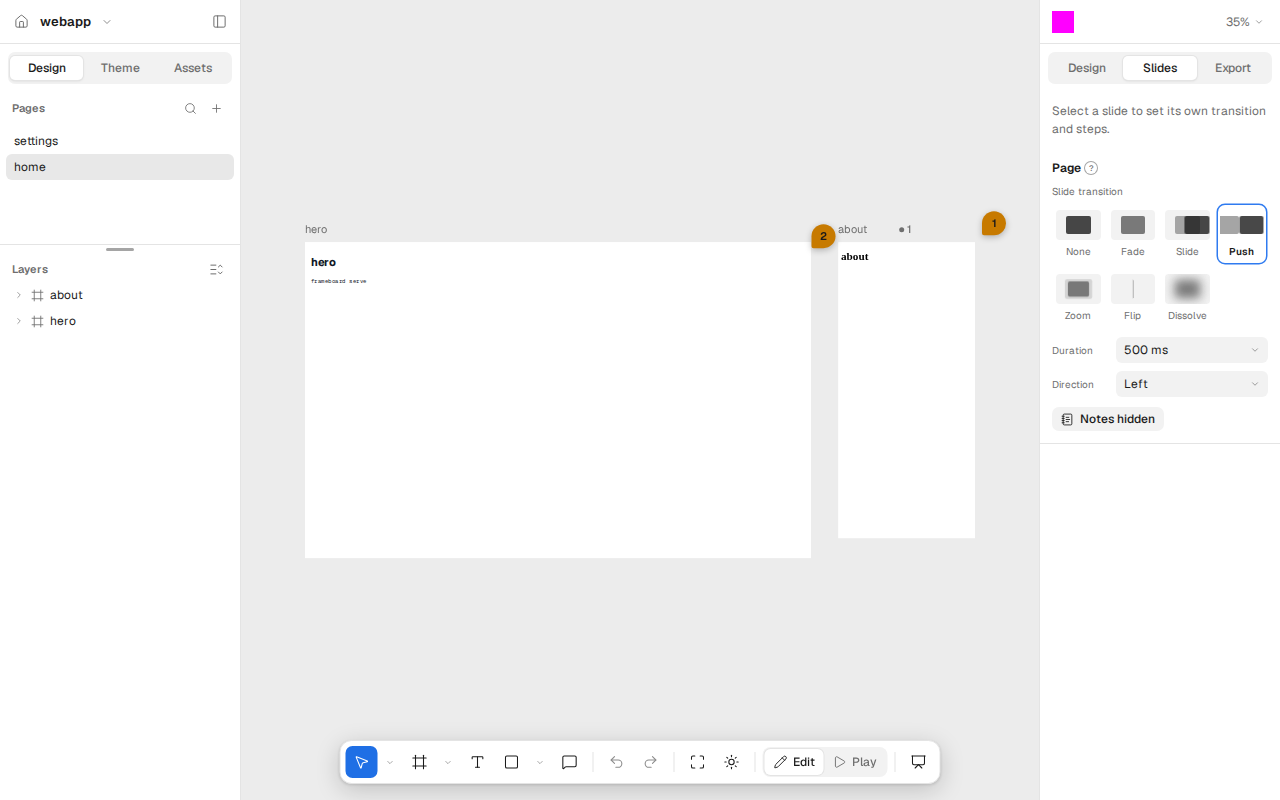 webapp
35%
Design
Theme
Assets
Design
Slides
Export
Pages
settings
home
Select a slide to set its own transition
and steps.
Page ?
Slide transition
None
Fade
Slide
Push
Zoom
Flip
Dissolve
Duration
500 ms
Direction
Left
Notes hidden
Layers
about
hero
hero
2
about
1
1
hero
frameboard serve
about
Edit
Play